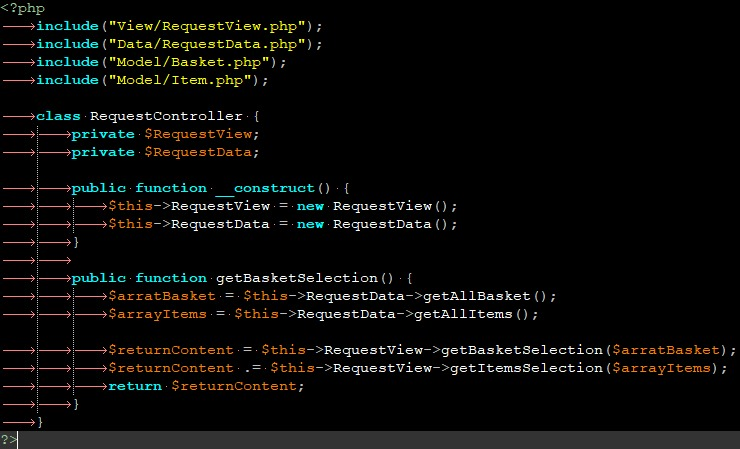 <?php
include("View/RequestView.php");
include("Data/RequestData.php");
include("Model/Basket.php");
include("Model/Item.php");
class RequestController {
private $RequestView;
private $RequestData;
public function __construct() {
$this->RequestView = new RequestView();
$this->RequestData = new RequestData();
}
public function getBasketSelection() {
$arratBasket = $this->RequestData->getAllBasket();
$arrayItems = $this->RequestData->getAllItems();
$returnContent = $this->RequestView->getBasketSelection($arratBasket);
$returnContent .= $this->RequestView->getItemsSelection($arrayItems);
return $returnContent;
}
}
?>